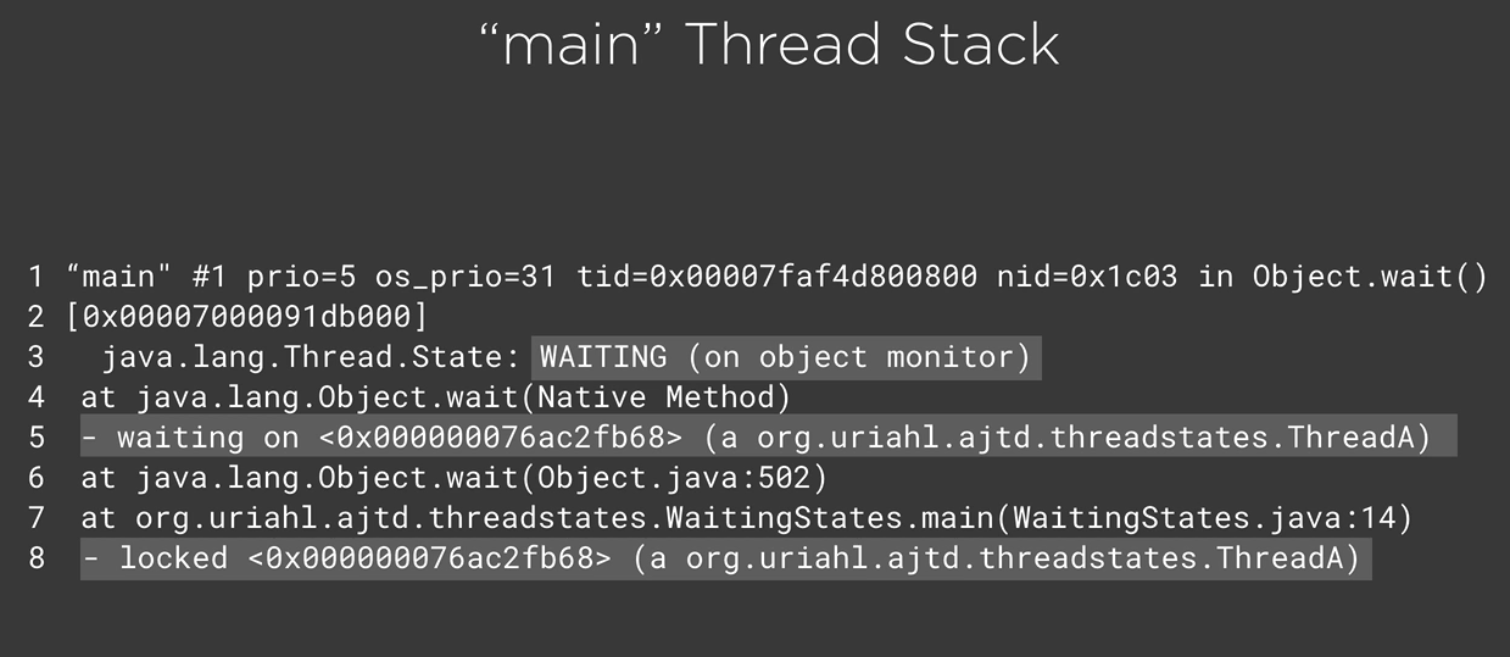 “main” Thread Stack
1 “main" #1 prio=5 os_prio=31 tid=0x00007faf4d800800 nid=0x1c03 in Object.wait()
2 [0x00007000091db000]
3 java.lang.Thread.State: WAITING (on object monitor)
4 at java.lang.Object.wait(Native Method)
5 - waiting on <0x000000076ac2fb68> (a org.uriahl.ajtd.threadstates.ThreadA)
6 at java.lang.Object.wait(Object.java:502)
7 at org.uriahl.ajtd.threadstates.WaitingStates.main(WaitingStates.java:14)
8 - locked <0x000000076ac2fb68> (a org.uriahl.ajtd.threadstates.ThreadA)